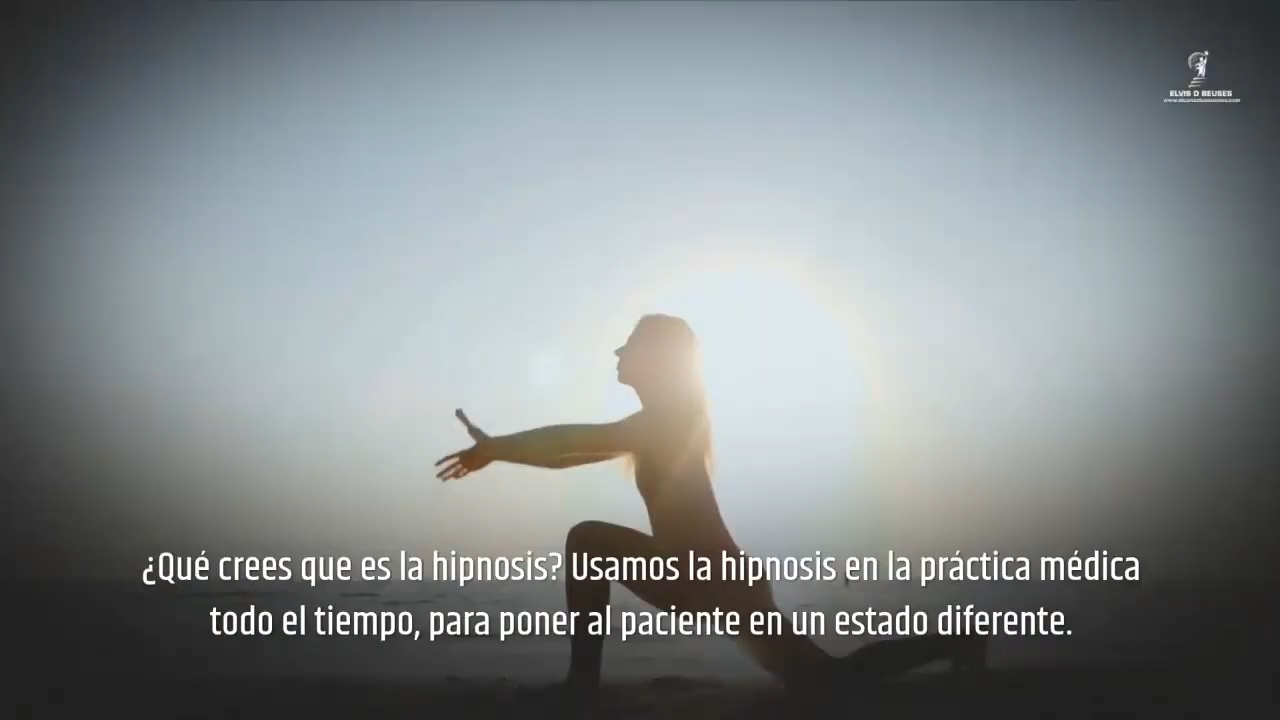 ELVIS D BEUSES
¿Qué crees que es la hipnosis? Usamos la hipnosis en la práctica médica
todo el tiempo, para poner al paciente en un estado diferente.